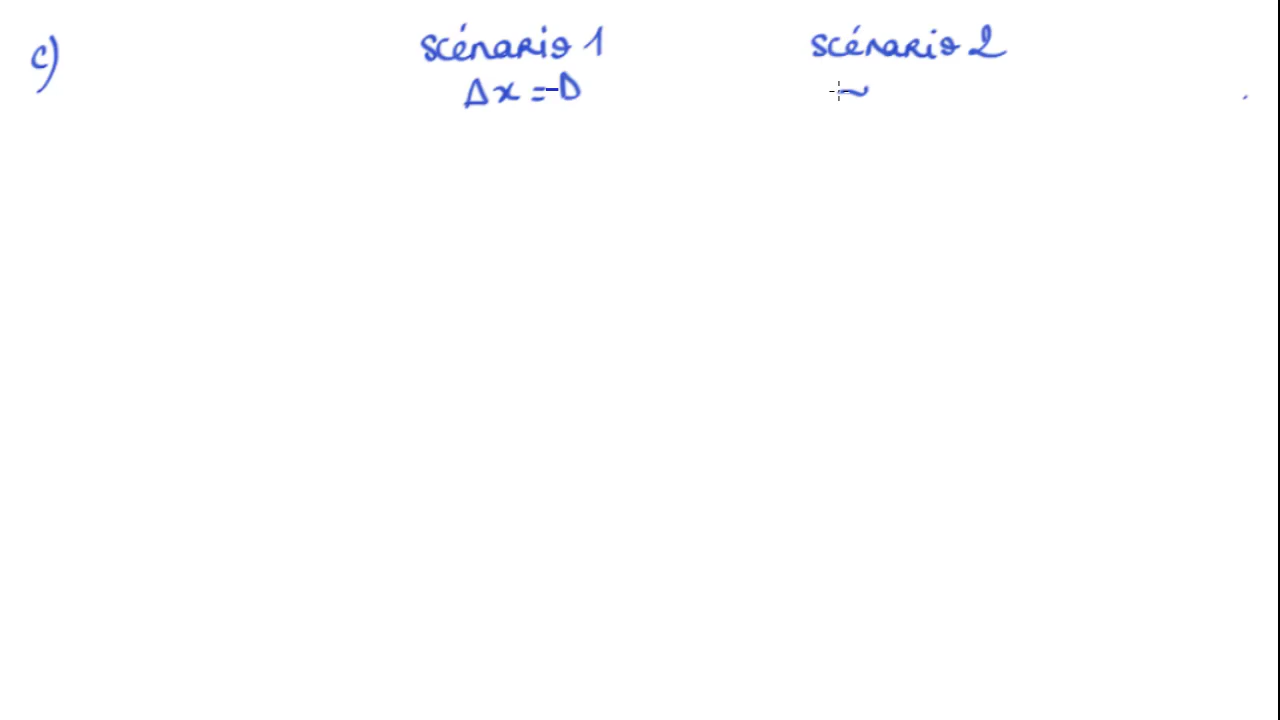 c) scénario 1 scénario 2
Δx = -D ~